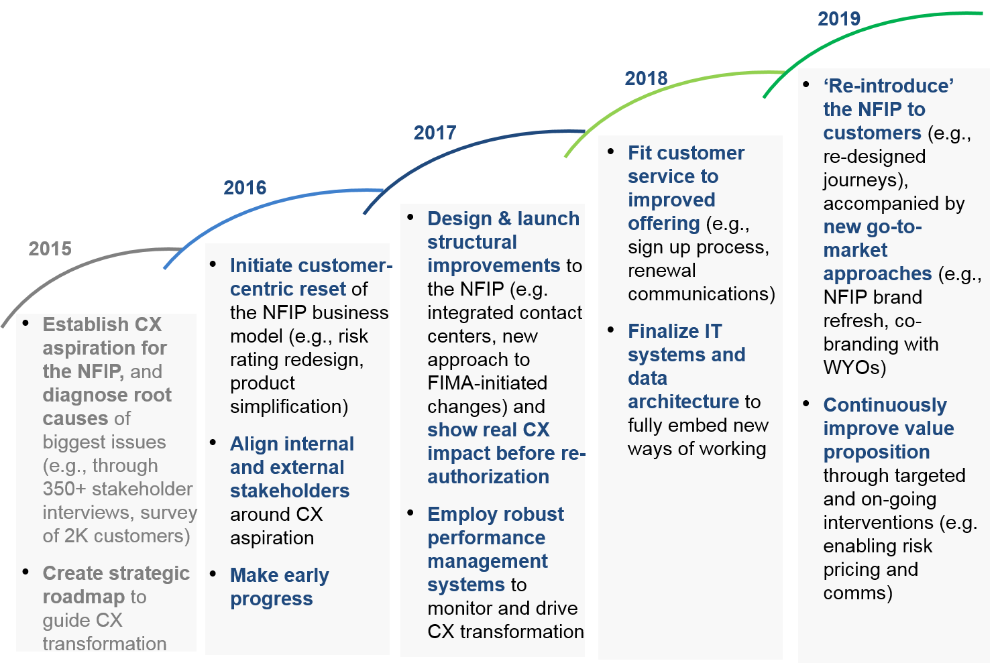 2015
• Establish CX
aspiration for
the NFIP, and
diagnose root
causes of
biggest issues
(e.g., through
350+ stakeholder
interviews, survey
of 2K customers)
• Create strategic
roadmap to
guide CX
transformation
2016
• Initiate customer-
centric reset of
the NFIP business
model (e.g., risk
rating redesign,
product
simplification)
• Align internal
and external
stakeholders
around CX
aspiration
• Make early
progress
2017
• Design & launch
structural
improvements to
the NFIP (e.g.
integrated contact
centers, new
approach to
FIMA-initiated
changes) and
show real CX
impact before re-
authorization
• Employ robust
performance
management
systems to
monitor and drive
CX transformation
2018
• Fit customer
service to
improved
offering (e.g.,
sign up process,
renewal
communications)
• Finalize IT
systems and
data
architecture to
fully embed new
ways of working
2019
• ‘Re-introduce’
the NFIP to
customers (e.g.,
re-designed
journeys),
accompanied by
new go-to-
market
approaches (e.g.,
NFIP brand
refresh, co-
branding with
WYOs)
• Continuously
improve value
proposition
through targeted
and on-going
interventions (e.g.
enabling risk
pricing and
comms)